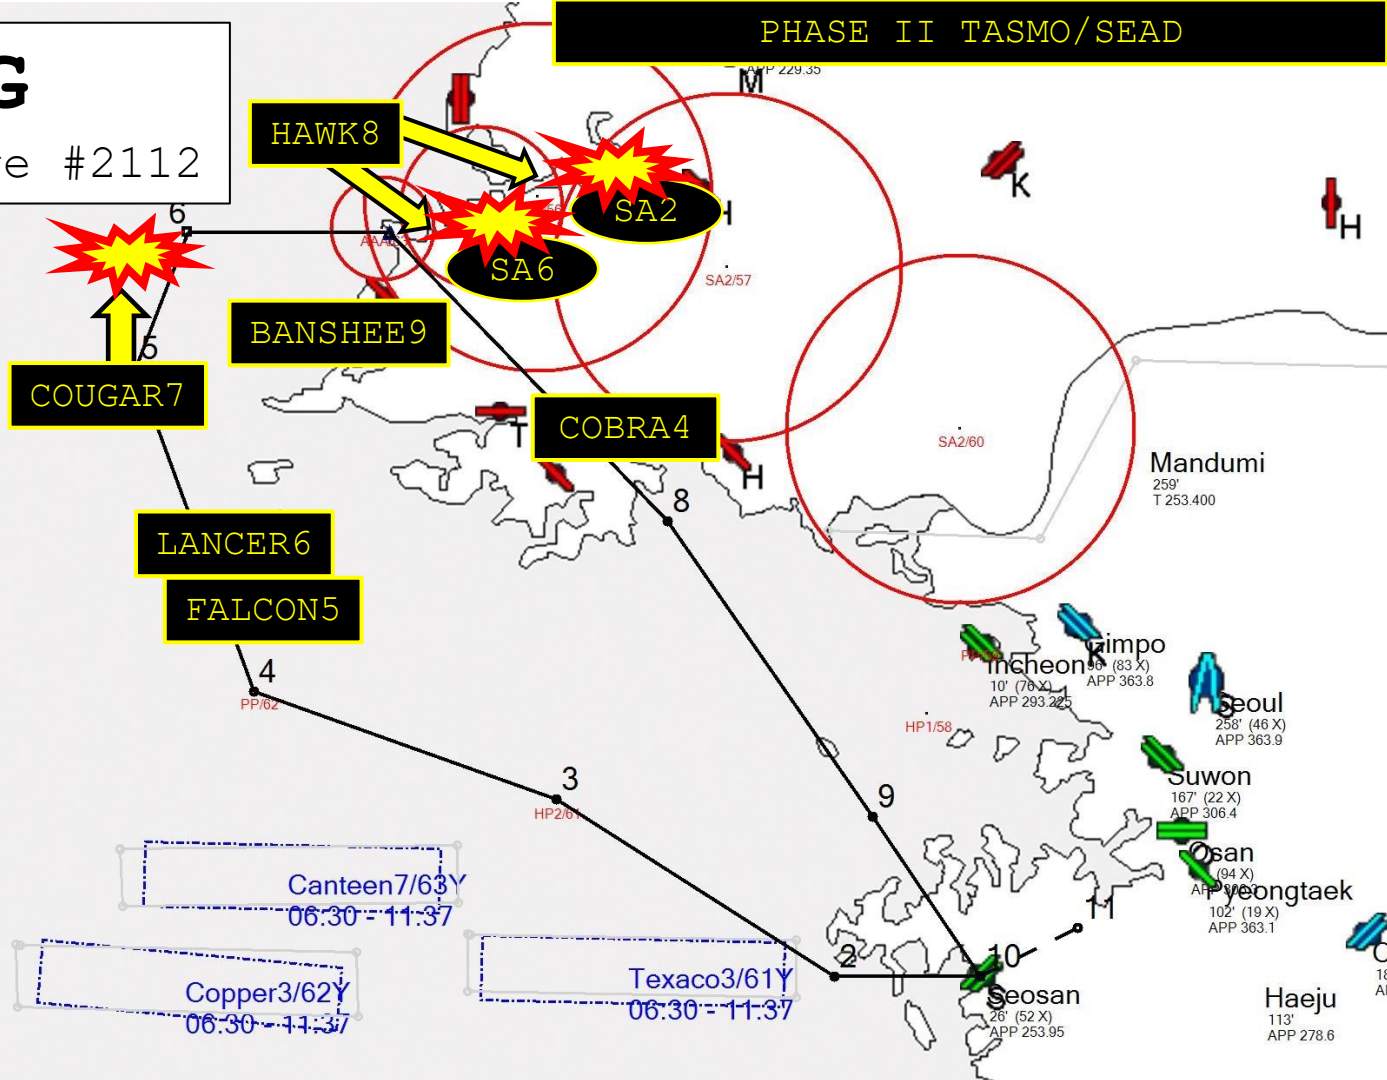 PHASE II TASMO/SEAD
G
e #2112
APP 229.35
M
HAWK8
K
H
SA2
H
6
SA6
SA2/57
BANSHEE9
5
COUGAR7
T
COBRA4
SA2/60
H
Mandumi
259'
T 253.400
8
LANCER6
FALCON5
4
PP/62
Gimpo
K
96' (83 X)
APP 363.8
Incheon
10' (76 X)
APP 293.225
Seoul
S
258' (46 X)
APP 363.9
HP1/58
3
HP2/61
Suwon
167' (22 X)
APP 306.4
9
Osan
(94 X)
Pyeongtaek
102' (19 X)
APP 363.1
Canteen7/63Y
06:30 - 11:37
11
2
10
Texaco3/61Y
06:30 - 11:37
Copper3/62Y
06:30 - 11:37
Seosan
S
26' (52 X)
APP 253.95
Haeju
113'
APP 278.6
C
18